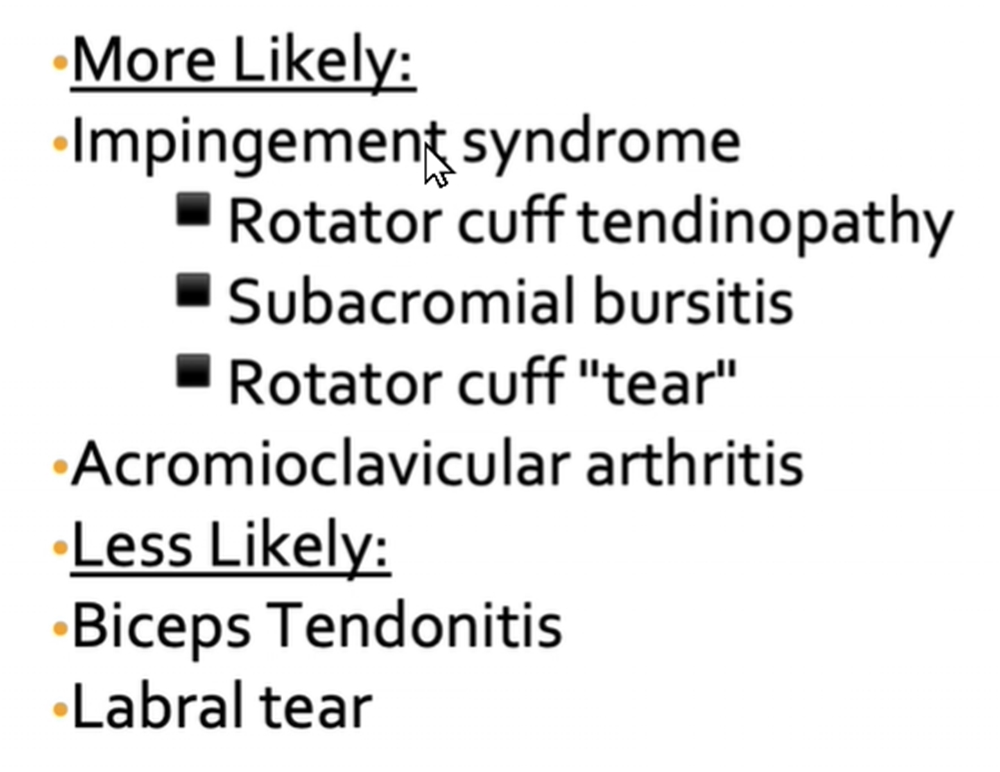 •More Likely:
•Impingement syndrome
■ Rotator cuff tendinopathy
■ Subacromial bursitis
■ Rotator cuff "tear"
•Acromioclavicular arthritis
•Less Likely:
•Biceps Tendonitis
•Labral tear